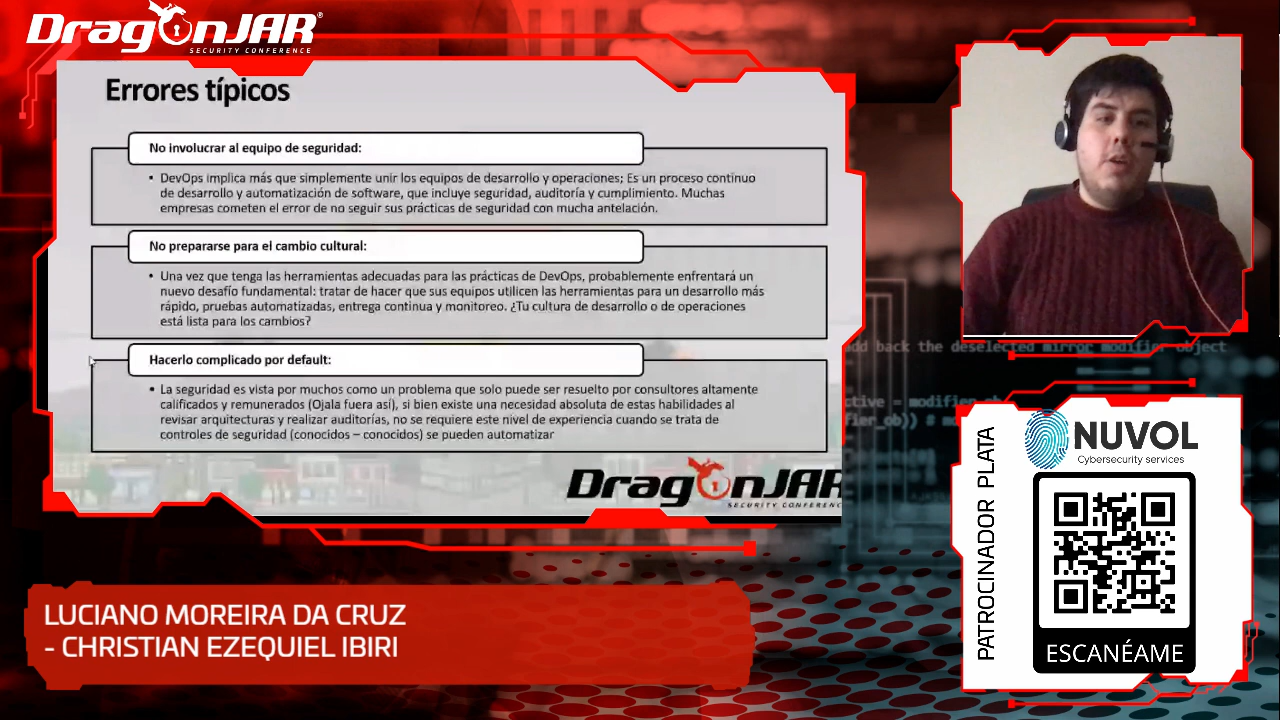 DragonJAR
SECURITY CONFERENCE
Errores típicos
No involucrar al equipo de seguridad:
• DevOps implica más que simplemente unir los equipos de desarrollo y operaciones; Es un proceso continuo
de desarrollo y automatización de software, que incluye seguridad, auditoría y cumplimiento. Muchas
empresas cometen el error de no seguir sus prácticas de seguridad con mucha antelación.
No prepararse para el cambio cultural:
• Una vez que tenga las herramientas adecuadas para las prácticas de DevOps, probablemente enfrentará un
nuevo desafío fundamental: tratar de hacer que sus equipos utilicen las herramientas para un desarrollo más
rápido, pruebas automatizadas, entrega continua y monitoreo. ¿Tu cultura de desarrollo o de operaciones
está lista para los cambios?
Hacerlo complicado por default:
• La seguridad es vista por muchos como un problema que solo puede ser resuelto por consultores altamente
calificados y remunerados (Ojala fuera así), si bien existe una necesidad absoluta de estas habilidades al
revisar arquitecturas y realizar auditorías, no se requiere este nivel de experiencia cuando se trata de
controles de seguridad (conocidos – conocidos) se pueden automatizar
DragonJAR
SECURITY CONFERENC
add back the deselected mirror modifier object
LUCIANO MOREIRA DA CRUZ
- CHRISTIAN EZEQUIEL IBIRI
PATROCINADOR PLATA
NUVOL
Cybersecurity services
ESCANÉAME